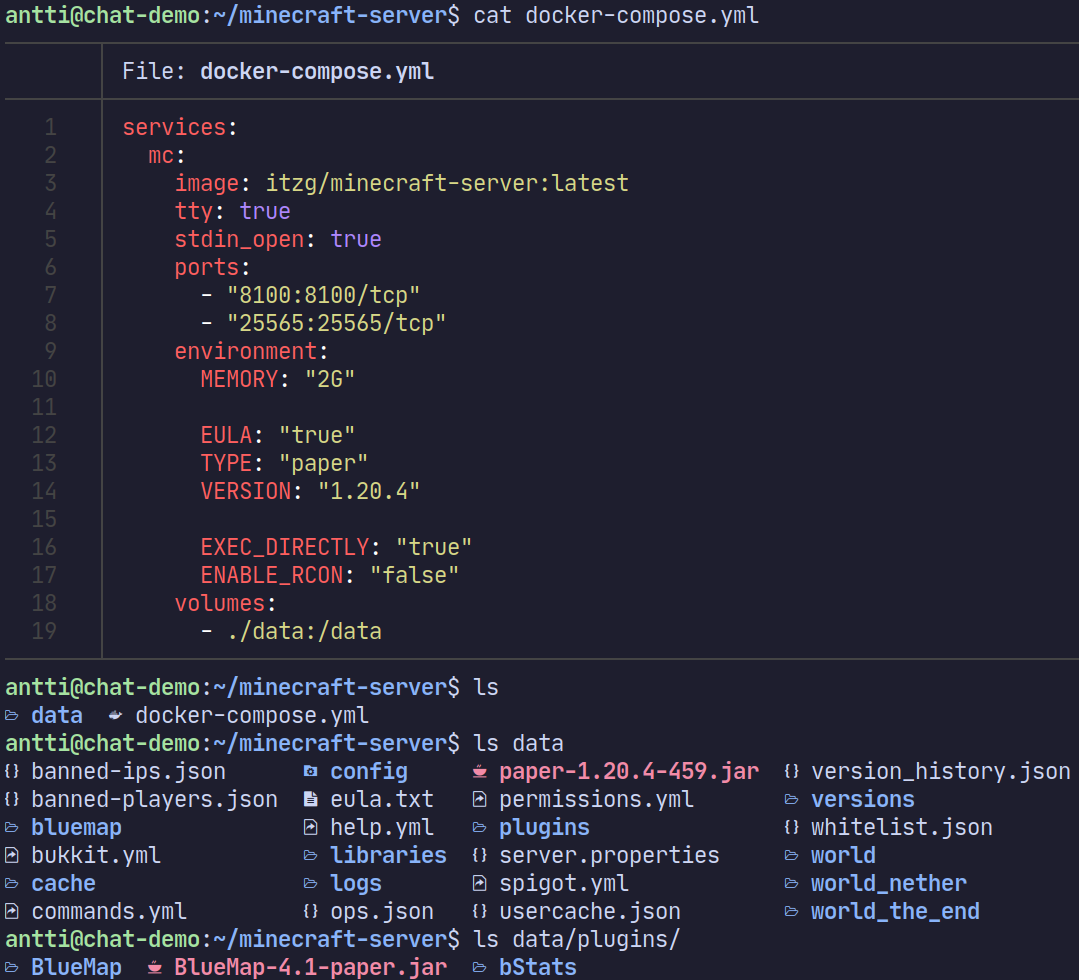 antti@chat-demo:~/minecraft-server$ cat docker-compose.yml
File: docker-compose.yml
1 services:
2   mc:
3     image: itzg/minecraft-server:latest
4     tty: true
5     stdin_open: true
6     ports:
7       - "8100:8100/tcp"
8       - "25565:25565/tcp"
9     environment:
10       MEMORY: "2G"
11
12       EULA: "true"
13       TYPE: "paper"
14       VERSION: "1.20.4"
15
16       EXEC_DIRECTLY: "true"
17       ENABLE_RCON: "false"
18     volumes:
19       - ./data:/data
antti@chat-demo:~/minecraft-server$ ls
data docker-compose.yml
antti@chat-demo:~/minecraft-server$ ls data
{} banned-ips.json config paper-1.20.4-459.jar {} version_history.json
{} banned-players.json eula.txt permissions.yml versions
bluemap help.yml plugins {} whitelist.json
bukkit.yml libraries {} server.properties world
cache logs spigot.yml world_nether
commands.yml {} ops.json {} usercache.json world_the_end
antti@chat-demo:~/minecraft-server$ ls data/plugins/
BlueMap BlueMap-4.1-paper.jar bStats